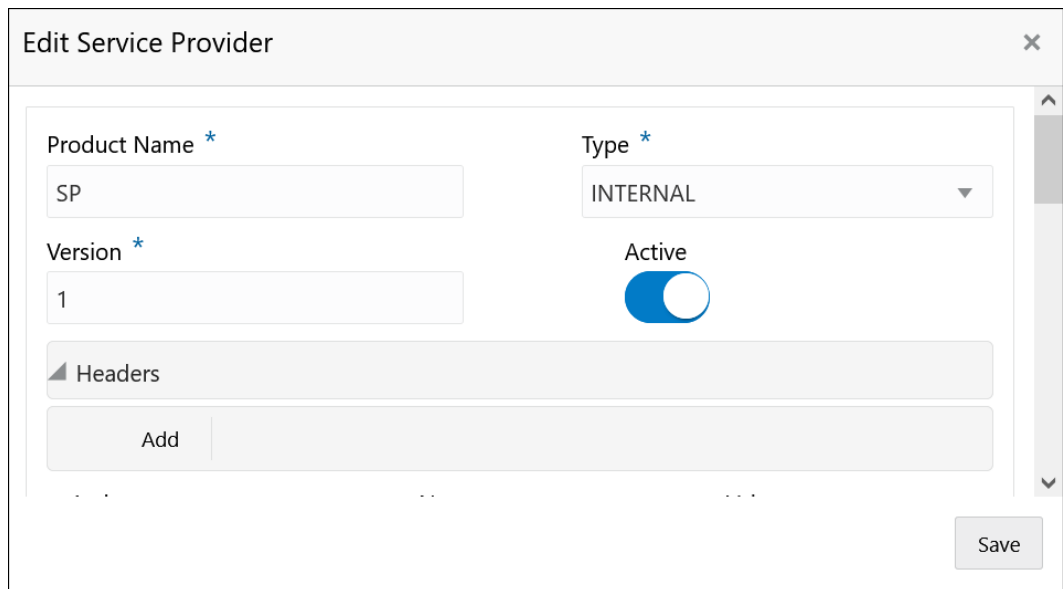 Edit Service Provider ×
Product Name * Type *
SP INTERNAL
Version * Active
1
Headers
Add
Save